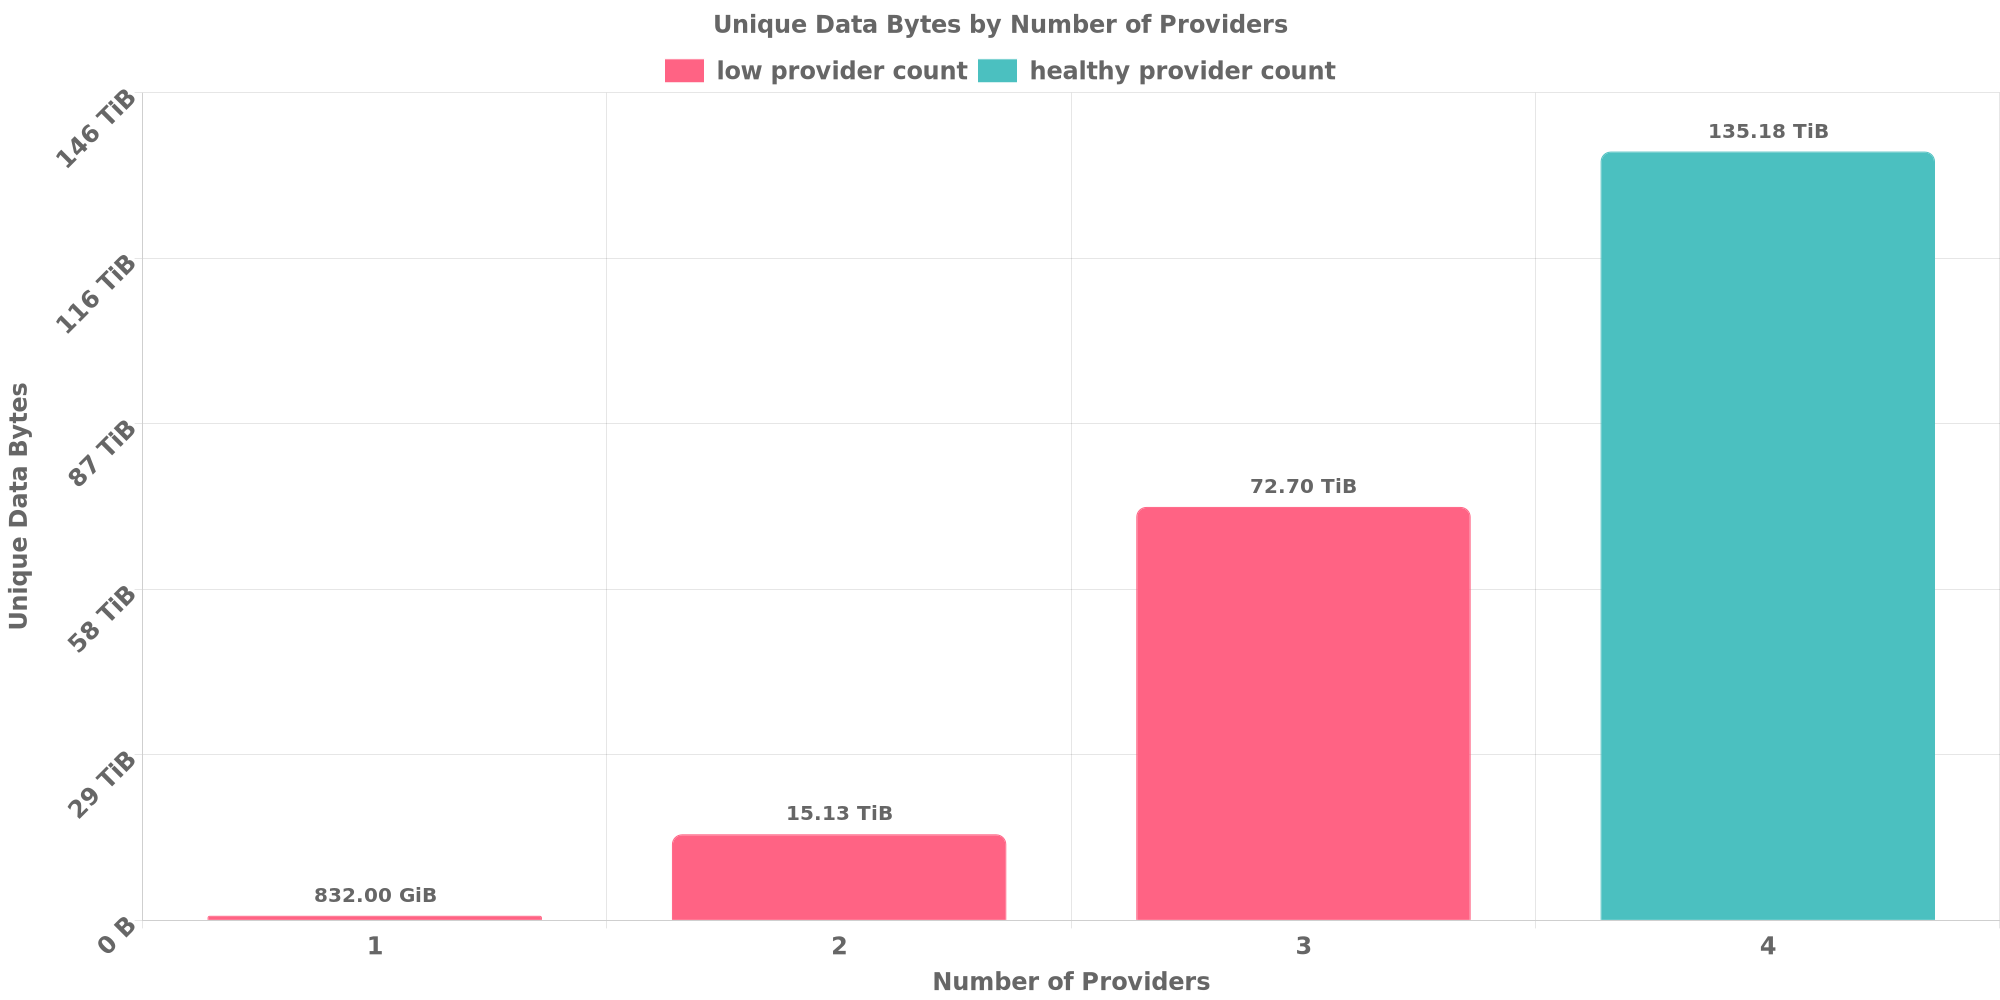 Unique Data Bytes by Number of Providers
low provider count
healthy provider count
146 TiB
116 TiB
87 TiB
58 TiB
29 TiB
0 B
Unique Data Bytes
832.00 GiB
15.13 TiB
72.70 TiB
135.18 TiB
1
2
3
4
Number of Providers